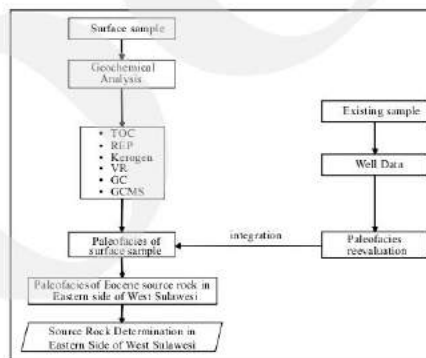 Surface sample
Geochemical
Analysis
• TOC
• REP
• Kerogen
• VR
• GC
• GCMS
Paleofacies of
surface sample
Paleofacies of Eocene source rock in
Eastern side of West Sulawesi
Source Rock Determination in
Eastern Side of West Sulawesi
Existing sample
Well Data
Paleofacies
reevaluation
integration